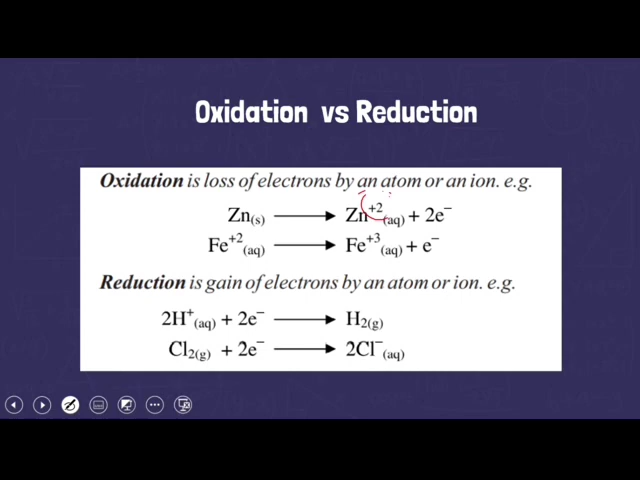 Oxidation vs Reduction
Oxidation is loss of electrons by an atom or an ion. e.g.
Zn(s) ⟶ Zn⁺²(aq) + 2e⁻
Fe⁺²(aq) ⟶ Fe⁺³(aq) + e⁻
Reduction is gain of electrons by an atom or ion. e.g.
2H⁺(aq) + 2e⁻ ⟶ H₂(g)
Cl₂(g) + 2e⁻ ⟶ 2Cl⁻(aq)